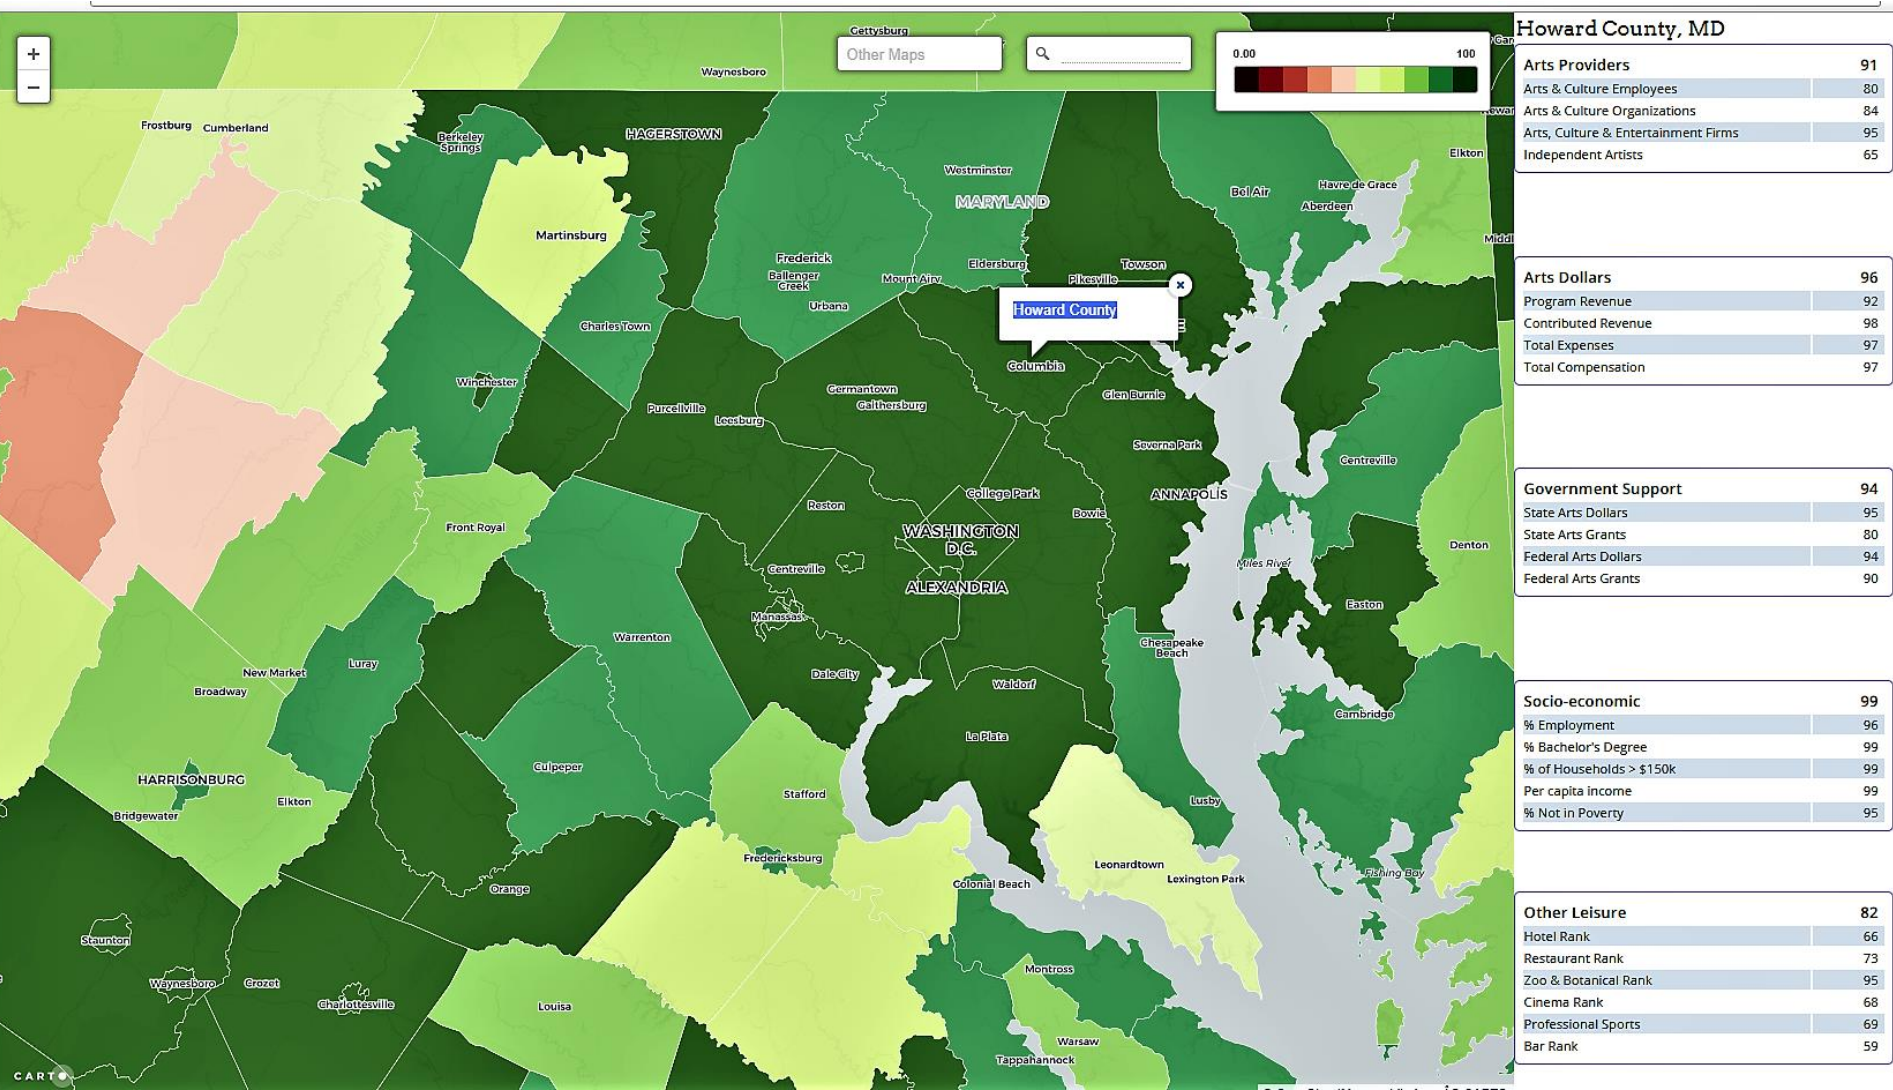 Gettysburg
Other Maps
0.00 100
Waynesboro
Frostburg
Cumberland
Berkeley
Springs
HAGERSTOWN
Westminster
MARYLAND
Bel Air
Havre de Grace
Aberdeen
Elkton
Martinsburg
Frederick
Ballenger
Creek
Urbana
Mount Airy
Eldersburg
Towson
Pikesville
Howard County
E
Columbia
Charles Town
Winchester
Purcellville
Leesburg
Germantown
Gaithersburg
Glen Burnie
Severna Park
Centreville
Reston
College Park
ANNAPOLIS
Bowie
WASHINGTON
D.C.
Front Royal
Denton
Centreville
Miles River
ALEXANDRIA
Easton
Manassas
Warrenton
Chesapeake
Beach
Luray
New Market
Broadway
Dale City
Waldorf
Cambridge
La Plata
Culpeper
HARRISONBURG
Stafford
Elkton
Lusby
Bridgewater
Fredericksburg
Leonardtown
Lexington Park
Fishing Bay
Colonial Beach
Orange
Staunton
Waynesboro
Crozet
Charlottesville
Louisa
Montross
Warsaw
Tappahannock
CARTO
Howard County, MD
Arts Providers 91
Arts & Culture Employees 80
Arts & Culture Organizations 84
Arts, Culture & Entertainment Firms 95
Independent Artists 65
Arts Dollars 96
Program Revenue 92
Contributed Revenue 98
Total Expenses 97
Total Compensation 97
Government Support 94
State Arts Dollars 95
State Arts Grants 80
Federal Arts Dollars 94
Federal Arts Grants 90
Socio-economic 99
% Employment 96
% Bachelor's Degree 99
% of Households > $150k 99
Per capita income 99
% Not in Poverty 95
Other Leisure 82
Hotel Rank 66
Restaurant Rank 73
Zoo & Botanical Rank 95
Cinema Rank 68
Professional Sports 69
Bar Rank 59